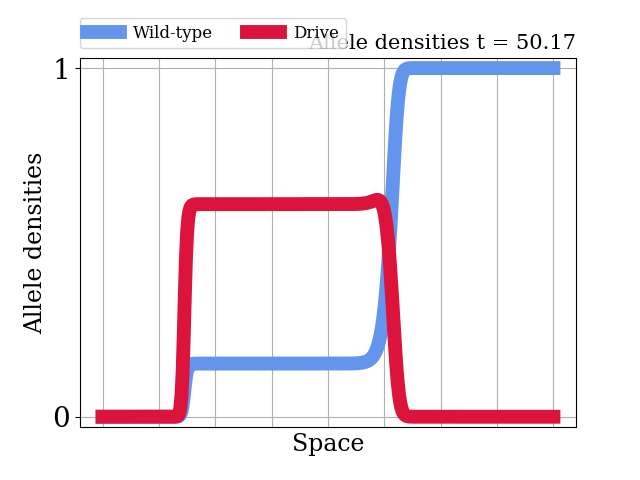 Wild-type Drive
Allele densities t = 50.17
1
Allele densities
0
Space